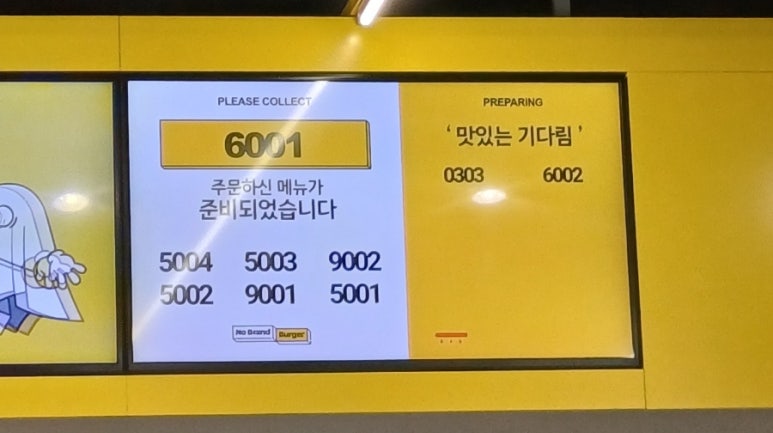 PLEASE COLLECT
6001
주문하신 메뉴가
준비되었습니다
5004 5003 9002
5002 9001 5001
No Brand Burger
PREPARING
' 맛있는 기다림 '
0303 6002